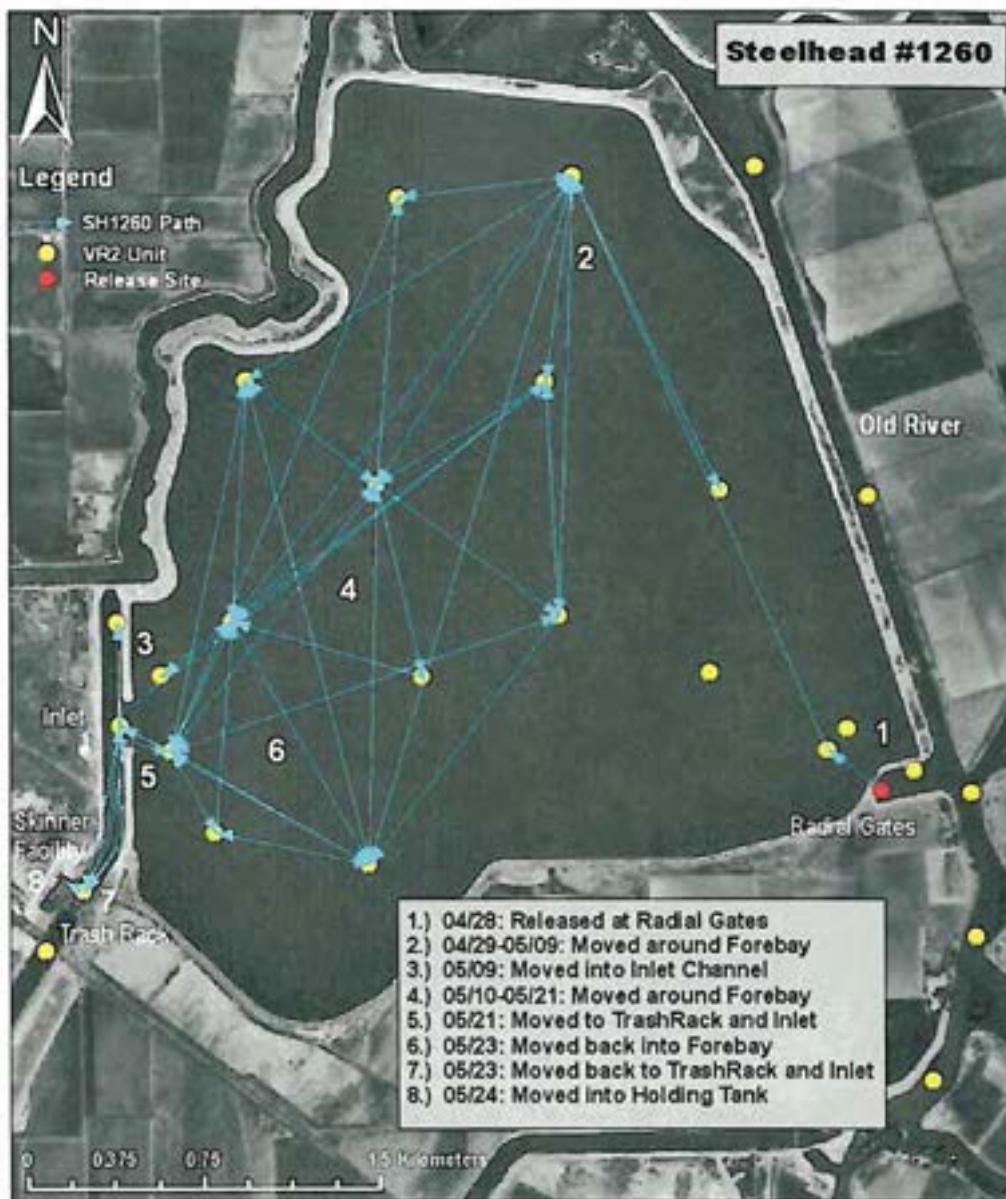 Steelhead #1260
N
Legend
SH1260 Path
VR2 Unit
Release Site
2
Old River
4
3
Inlet
1
6
5
Skinner
Facility
Radial Gates
8
7
Trash Rack
1.) 04/28: Released at Radial Gates
2.) 04/29-05/09: Moved around Forebay
3.) 05/09: Moved into Inlet Channel
4.) 05/10-05/21: Moved around Forebay
5.) 05/21: Moved to TrashRack and Inlet
6.) 05/23: Moved back into Forebay
7.) 05/23: Moved back to TrashRack and Inlet
8.) 05/24: Moved into Holding Tank
0 0.375 0.75 1.5 Kilometers